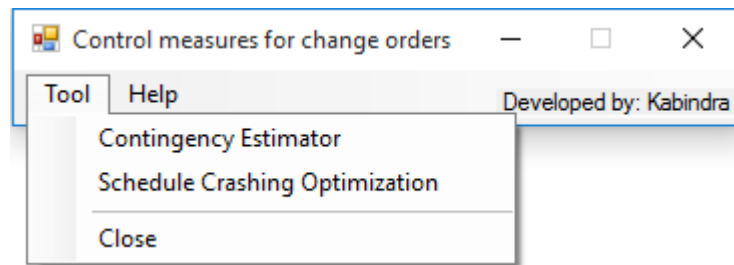 Control measures for change orders
Tool Help Developed by: Kabindra
Contingency Estimator
Schedule Crashing Optimization
Close